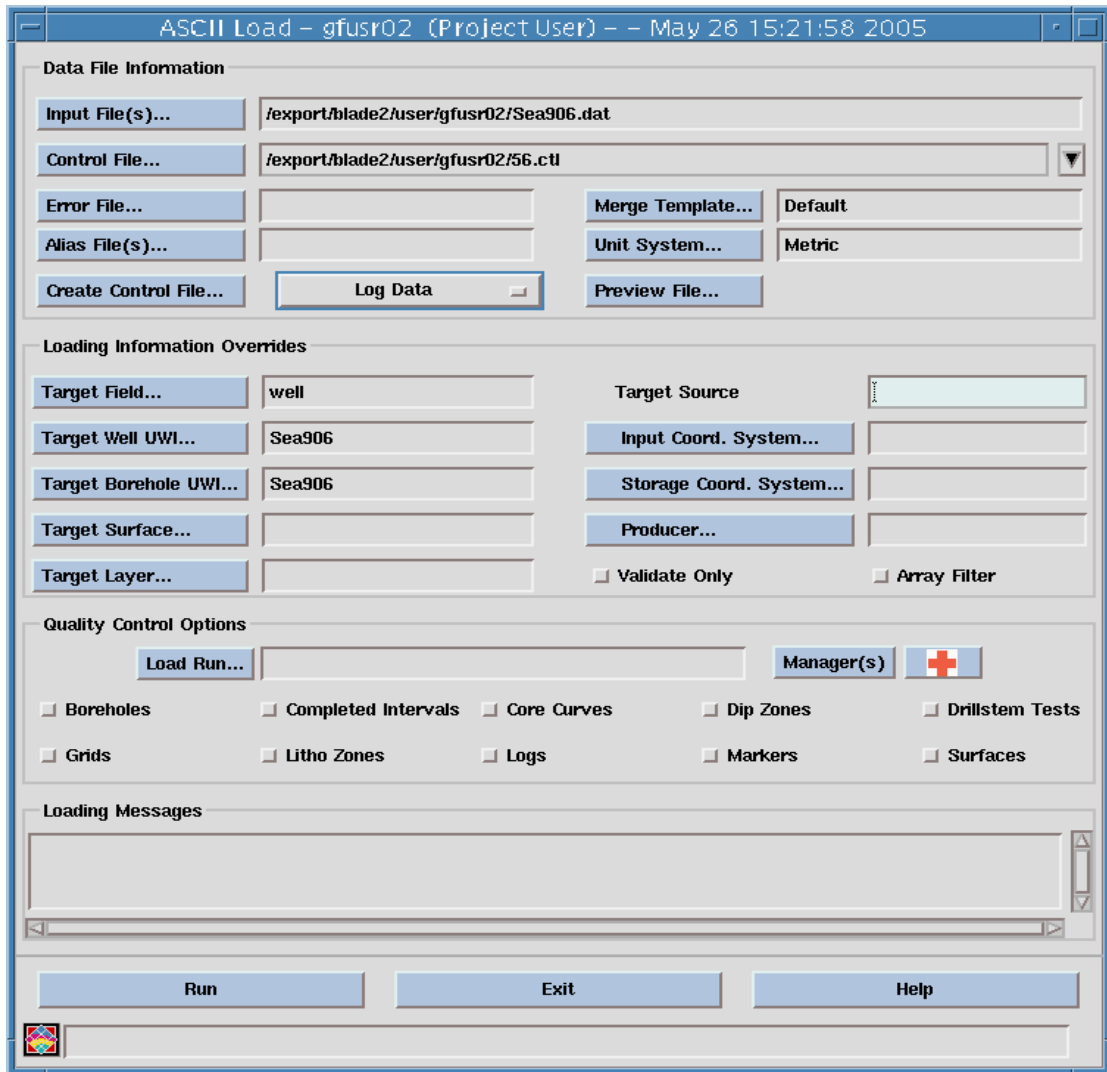 ASCII Load – gfusr02 (Project User) – – May 26 15:21:58 2005
Data File Information
Input File(s)... /export/blade2/user/gfusr02/Sea906.dat
Control File... /export/blade2/user/gfusr02/56.ctl
Error File... Merge Template... Default
Alias File(s)... Unit System... Metric
Create Control File... Log Data Preview File...
Loading Information Overrides
Target Field... well Target Source
Target Well UWI... Sea906 Input Coord. System...
Target Borehole UWI... Sea906 Storage Coord. System...
Target Surface... Producer...
Target Layer... Validate Only Array Filter
Quality Control Options
Load Run... Manager(s)
Boreholes Completed Intervals Core Curves Dip Zones Drillstem Tests
Grids Litho Zones Logs Markers Surfaces
Loading Messages
Run Exit Help